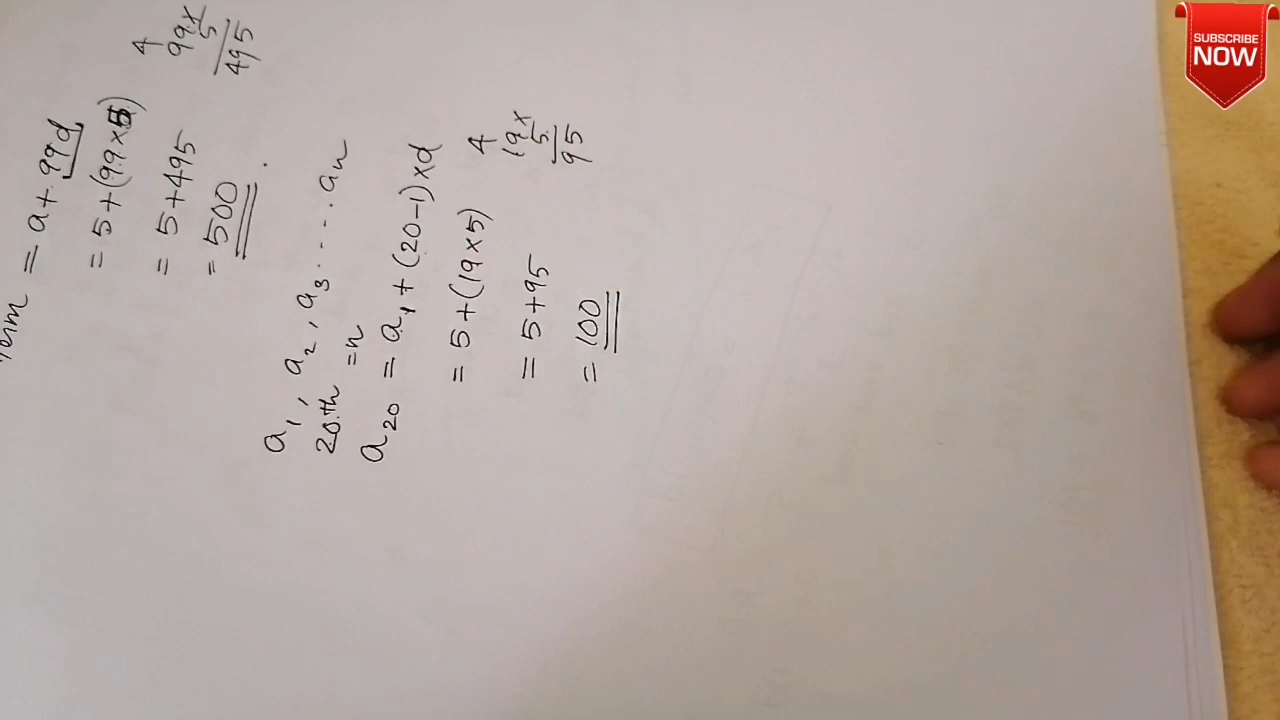 term = a + 99d
= 5 + (99 × 5)
= 5 + 495
= 500
4
99 ×
5
495
a1, a2, a3 . . . . an
20th = n
a20 = a1 + (20-1) × d
= 5 + (19 × 5)
= 5 + 95
= 100
4
19 ×
5
95
SUBSCRIBE
NOW